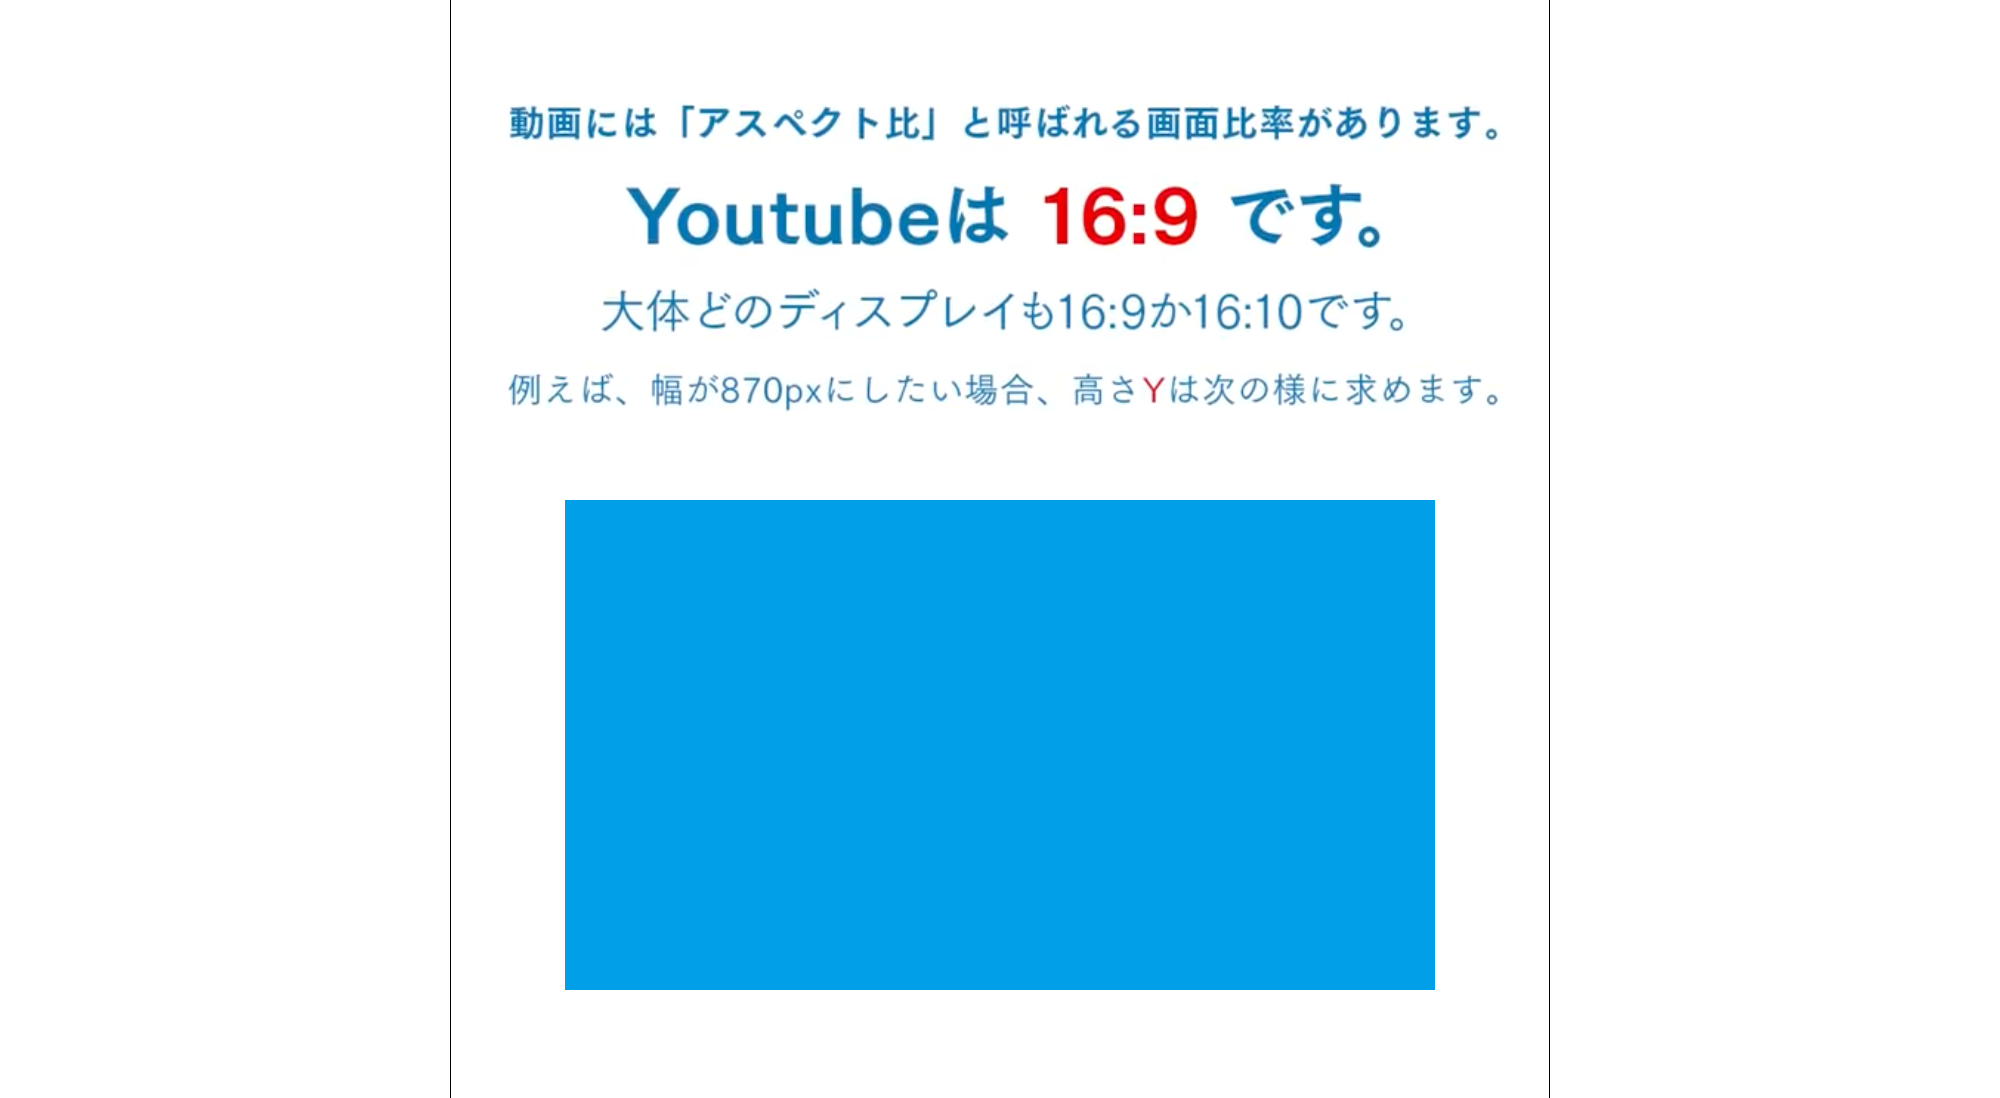 動画には「アスペクト比」と呼ばれる画面比率があります。
Youtubeは 16:9 です。
大体どのディスプレイも16:9か16:10です。
例えば、幅が870pxにしたい場合、高さYは次の様に求めます。